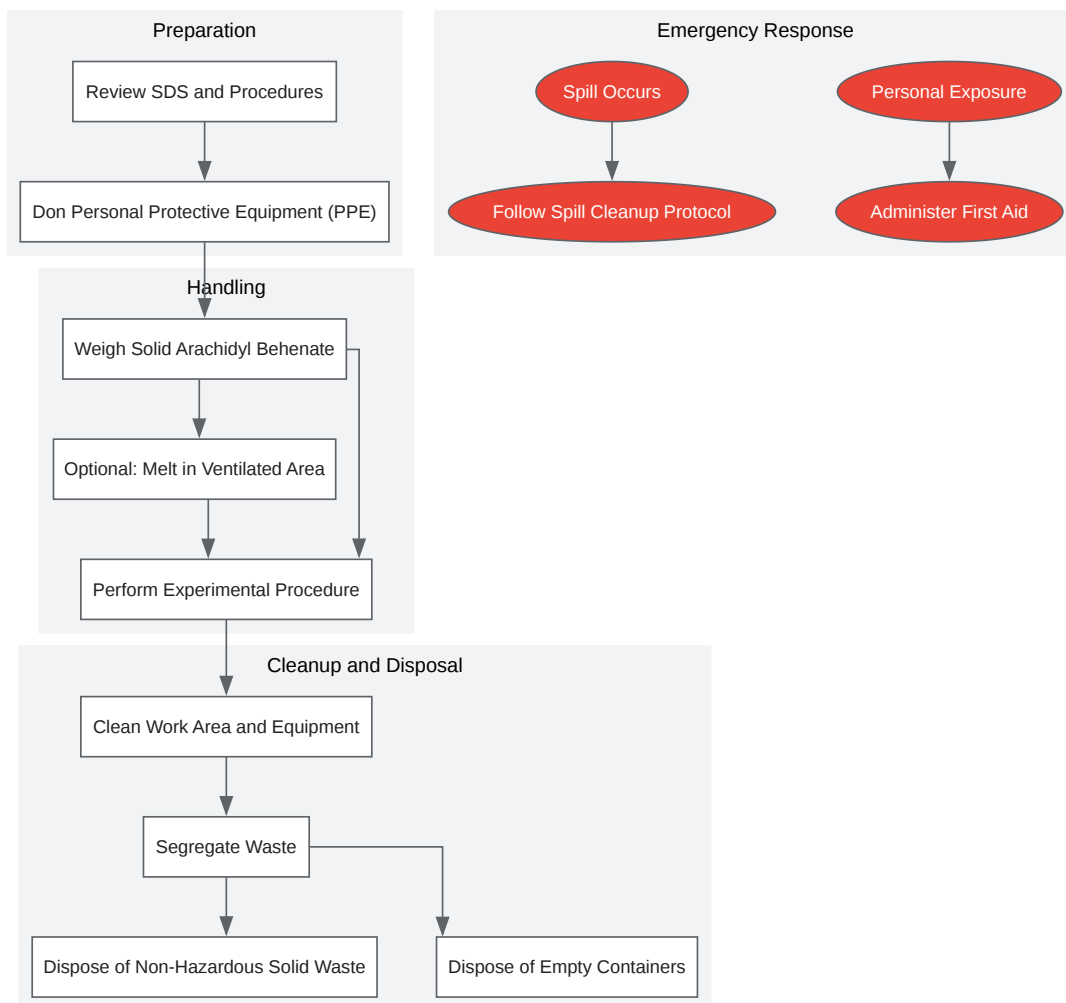 Preparation
Review SDS and Procedures
Don Personal Protective Equipment (PPE)
Emergency Response
Spill Occurs
Personal Exposure
Follow Spill Cleanup Protocol
Administer First Aid
Handling
Weigh Solid Arachidyl Behenate
Optional: Melt in Ventilated Area
Perform Experimental Procedure
Cleanup and Disposal
Clean Work Area and Equipment
Segregate Waste
Dispose of Non-Hazardous Solid Waste
Dispose of Empty Containers